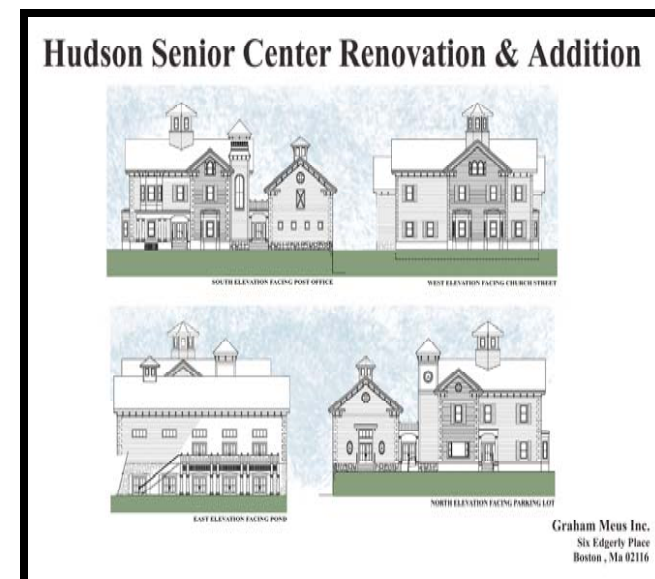 Hudson Senior Center Renovation & Addition
SOUTH ELEVATION FACING POST OFFICE
WEST ELEVATION FACING CHURCH STREET
EAST ELEVATION FACING POND
NORTH ELEVATION FACING PARKING LOT
Graham Meus Inc.
Six Edgerly Place
Boston , Ma 02116